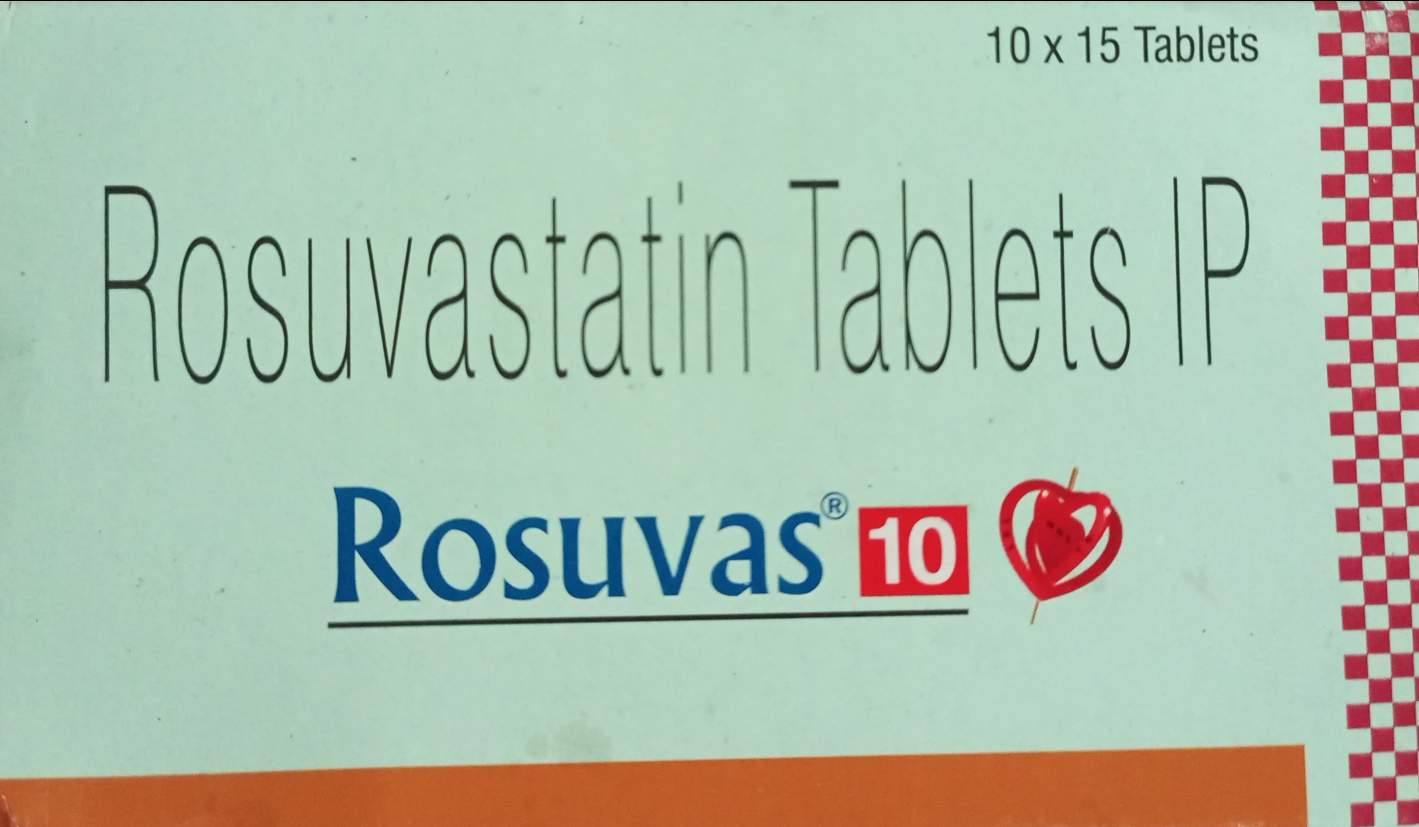 10 x 15 Tablets
Rosuvastatin Tablets IP
Rosuvas® 10